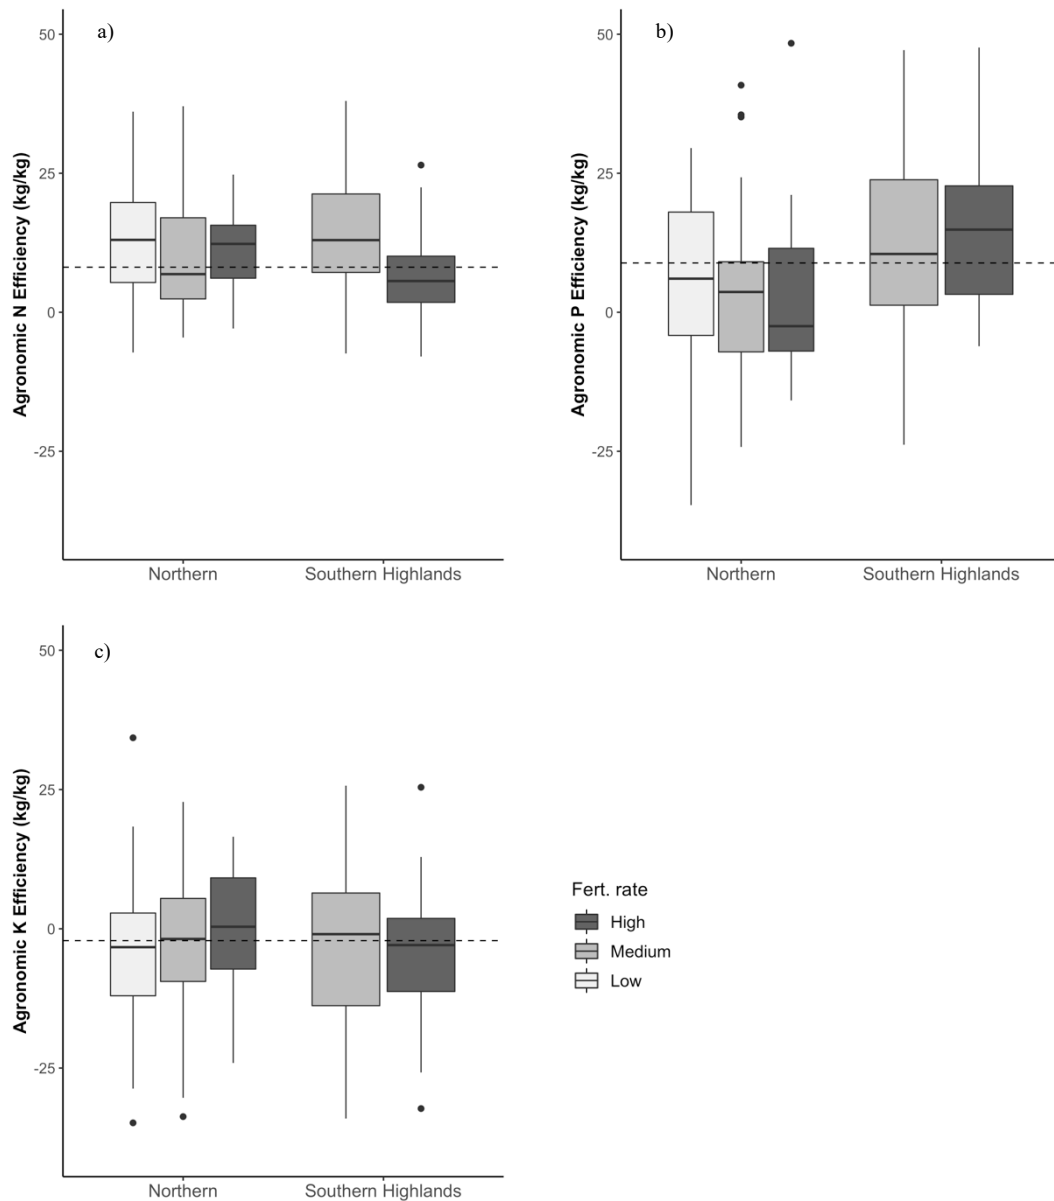 a)
50
25
0
-25
Agronomic N Efficiency (kg/kg)
Northern
Southern Highlands
b)
50
25
0
-25
Agronomic P Efficiency (kg/kg)
Northern
Southern Highlands
c)
50
25
0
-25
Agronomic K Efficiency (kg/kg)
Northern
Southern Highlands
Fert. rate
High
Medium
Low